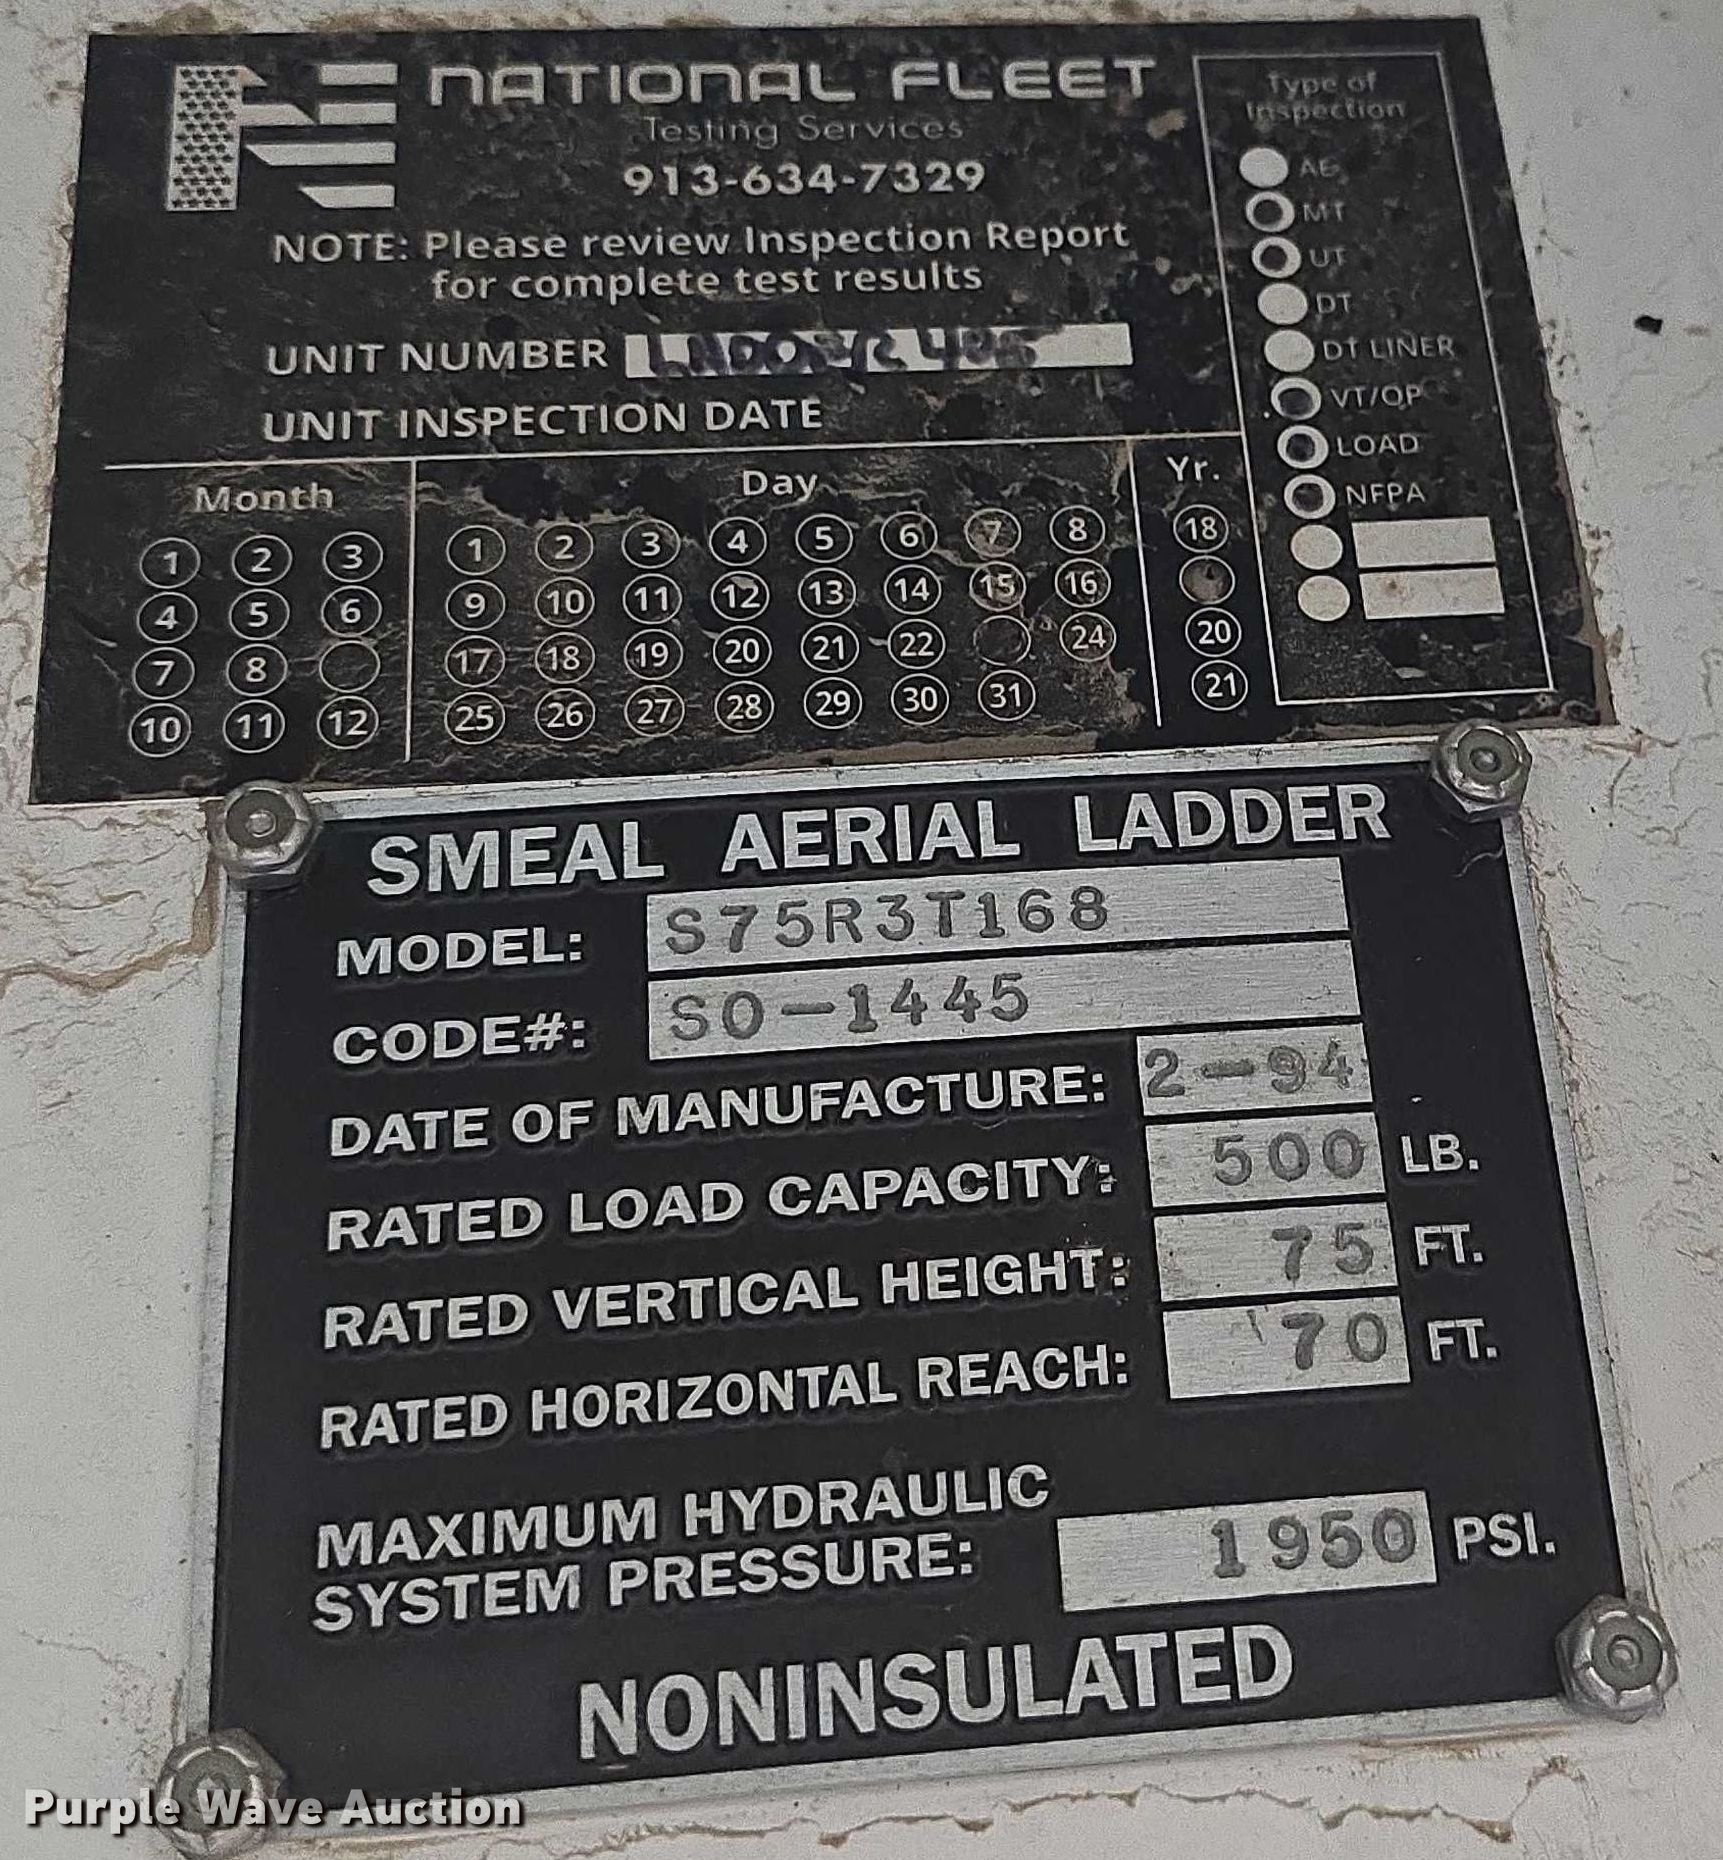 NATIONAL FLEET
Testing Services
913-634-7329
NOTE: Please review Inspection Report
for complete test results
UNIT NUMBER LADDER
UNIT INSPECTION DATE
Month
1 2 3
4 5 6
7 8
10 11 12
Day
1 2 3 4 5 6 7 8
9 10 11 12 13 14 15 16
17 18 19 20 21 22 24
25 26 27 28 29 30 31
Yr.
18
20
21
Type of
Inspection
AE
MT
UT
DT
DT LINER
VT/OP
LOAD
NFPA
SMEAL AERIAL LADDER
MODEL: S75R3T168
CODE#: SO-1445
DATE OF MANUFACTURE: 2-94
RATED LOAD CAPACITY: 500 LB.
RATED VERTICAL HEIGHT: 75 FT.
RATED HORIZONTAL REACH: 70 FT.
MAXIMUM HYDRAULIC
SYSTEM PRESSURE: 1950 PSI.
NONINSULATED
Purple Wave Auction